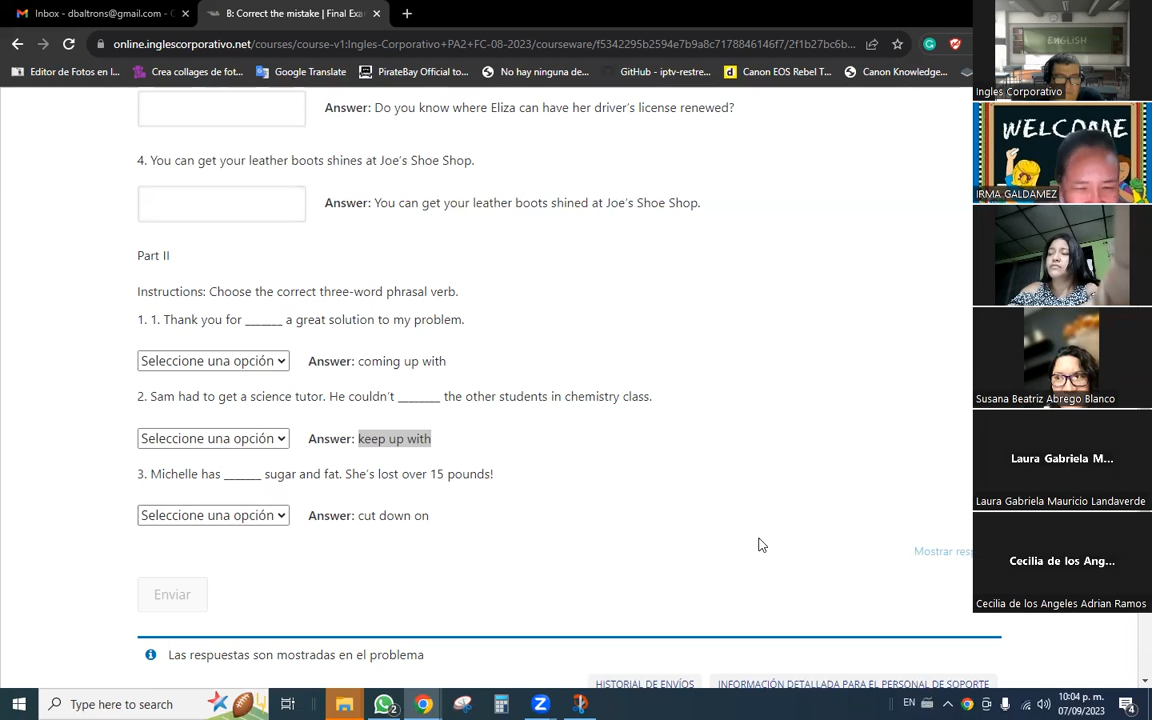 Inbox - dbaltrons@gmail.com - G
B: Correct the mistake | Final Exa
online.inglescorporativo.net/courses/course-v1:Ingles-Corporativo+PA2+FC-08-2023/courseware/f5342295b2594e7b9a8c7178846146f7/2f1b27bc6b...
Editor de Fotos en l...
Crea collages de fot...
Google Translate
PirateBay Official to...
No hay ninguna de...
GitHub - iptv-restre...
Canon EOS Rebel T...
Canon Knowledge...
Answer: Do you know where Eliza can have her driver's license renewed?
4. You can get your leather boots shines at Joe's Shoe Shop.
Answer: You can get your leather boots shined at Joe's Shoe Shop.
Part II
Instructions: Choose the correct three-word phrasal verb.
1. 1. Thank you for _______ a great solution to my problem.
Seleccione una opción
Answer: coming up with
2. Sam had to get a science tutor. He couldn't ________ the other students in chemistry class.
Seleccione una opción
Answer: keep up with
3. Michelle has _______ sugar and fat. She's lost over 15 pounds!
Seleccione una opción
Answer: cut down on
Mostrar resp
Enviar
Las respuestas son mostradas en el problema
HISTORIAL DE ENVÍOS
INFORMACIÓN DETALLADA PARA EL PERSONAL DE SOPORTE
ENGLISH
Ingles Corporativo
WELCOME
IRMA GALDAMEZ
Susana Beatriz Abrego Blanco
Laura Gabriela M...
Laura Gabriela Mauricio Landaverde
Cecilia de los Ang...
Cecilia de los Angeles Adrian Ramos
Type here to search
2
EN
10:04 p. m.
07/09/2023
4